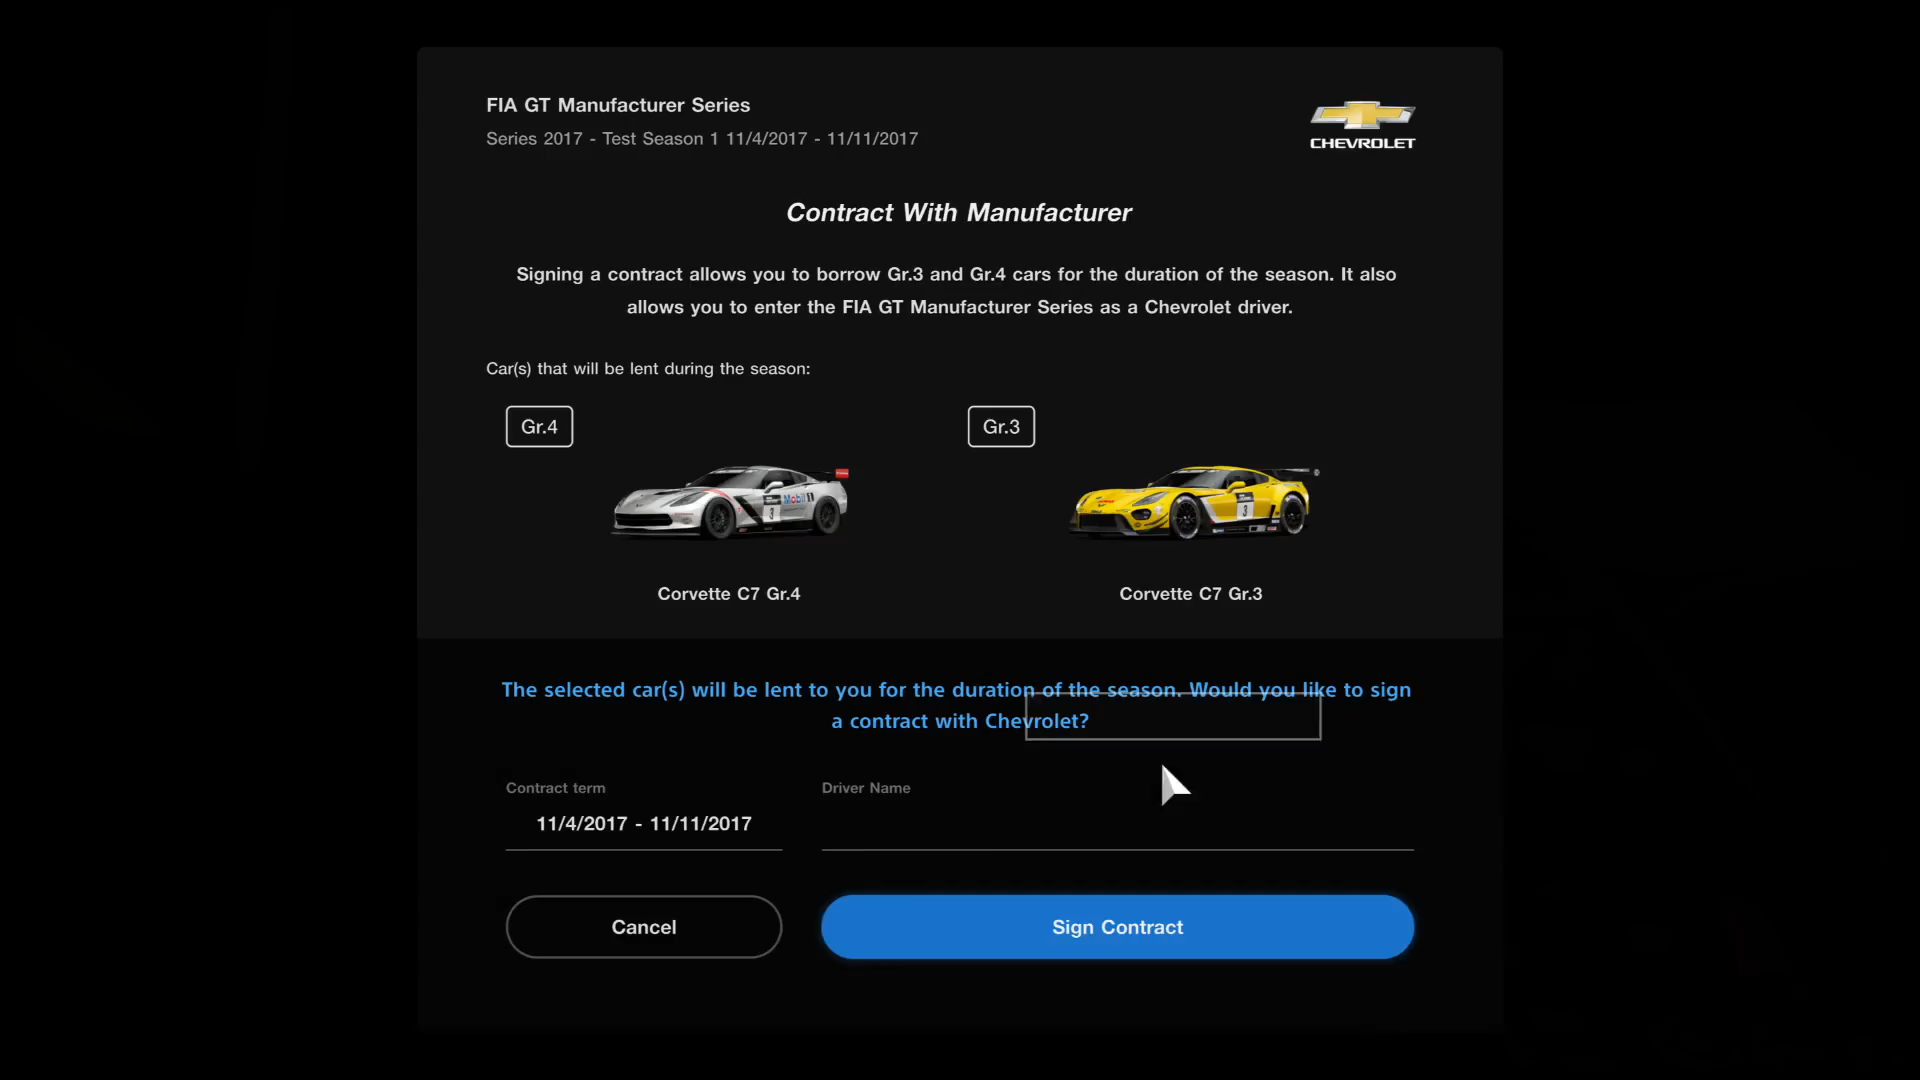 FIA GT Manufacturer Series
Series 2017 - Test Season 1 11/4/2017 - 11/11/2017
CHEVROLET
Contract With Manufacturer
Signing a contract allows you to borrow Gr.3 and Gr.4 cars for the duration of the season. It also
allows you to enter the FIA GT Manufacturer Series as a Chevrolet driver.
Car(s) that will be lent during the season:
Gr.4
Gr.3
Mobil 1
3
3
Corvette C7 Gr.4
Corvette C7 Gr.3
The selected car(s) will be lent to you for the duration of the season. Would you like to sign
a contract with Chevrolet?
Contract term
Driver Name
11/4/2017 - 11/11/2017
Cancel
Sign Contract